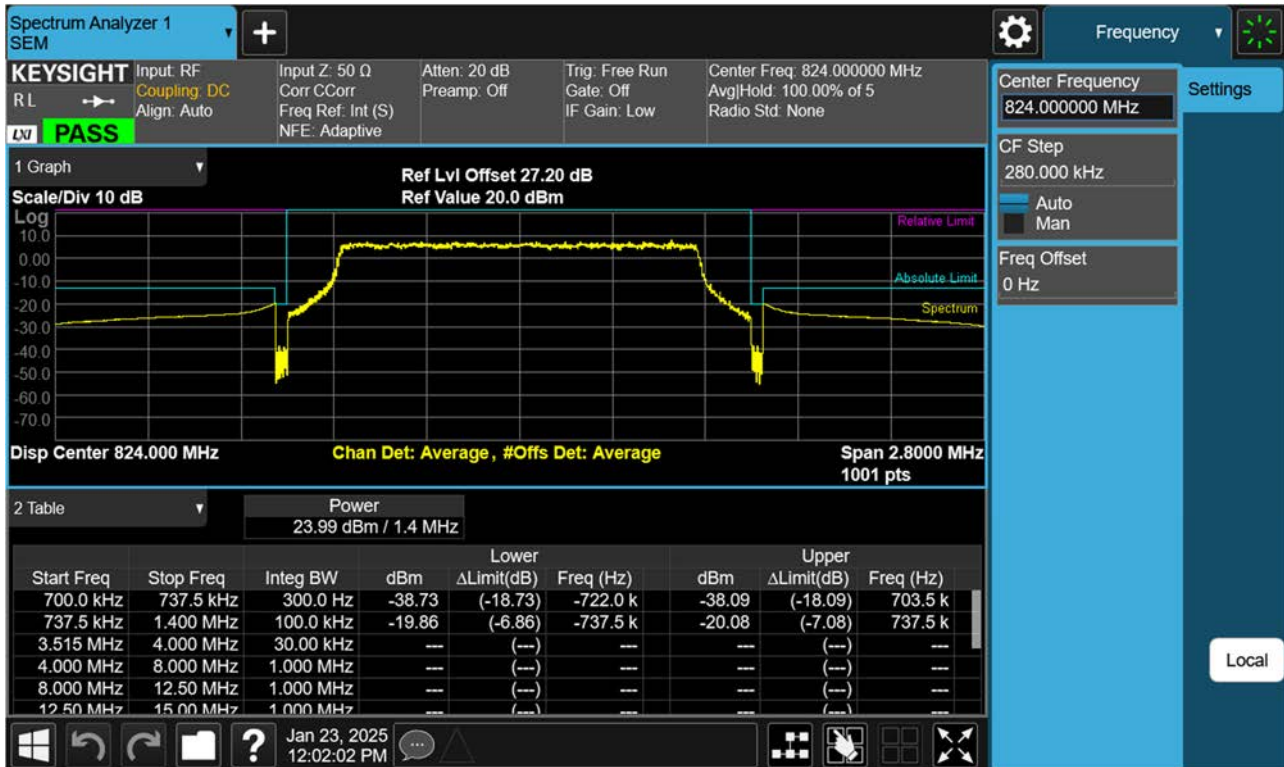 Spectrum Analyzer 1
SEM
+
Frequency
KEYSIGHT
RL
LXI PASS
Input: RF
Coupling: DC
Align: Auto
Input Z: 50 Ω
Corr CCorr
Freq Ref: Int (S)
NFE: Adaptive
Atten: 20 dB
Preamp: Off
Trig: Free Run
Gate: Off
IF Gain: Low
Center Freq: 824.000000 MHz
Avg|Hold: 100.00% of 5
Radio Std: None
Center Frequency
824.000000 MHz
Settings
CF Step
280.000 kHz
Auto
Man
Freq Offset
0 Hz
1 Graph
Scale/Div 10 dB
Ref Lvl Offset 27.20 dB
Ref Value 20.0 dBm
Log
10.0
0.00
-10.0
-20.0
-30.0
-40.0
-50.0
-60.0
-70.0
Relative Limit
Absolute Limit
Spectrum
Disp Center 824.000 MHz
Chan Det: Average , #Offs Det: Average
Span 2.8000 MHz
1001 pts
2 Table
Power
23.99 dBm / 1.4 MHz
Lower Upper
Start Freq Stop Freq Integ BW dBm ΔLimit(dB) Freq (Hz) dBm ΔLimit(dB) Freq (Hz)
700.0 kHz 737.5 kHz 300.0 Hz -38.73 (-18.73) -722.0 k -38.09 (-18.09) 703.5 k
737.5 kHz 1.400 MHz 100.0 kHz -19.86 (-6.86) -737.5 k -20.08 (-7.08) 737.5 k
3.515 MHz 4.000 MHz 30.00 kHz --- (---) --- --- (---) ---
4.000 MHz 8.000 MHz 1.000 MHz --- (---) --- --- (---) ---
8.000 MHz 12.50 MHz 1.000 MHz --- (---) --- --- (---) ---
12.50 MHz 15.00 MHz 1.000 MHz --- (---) --- --- (---) ---
Local
?
Jan 23, 2025
12:02:02 PM